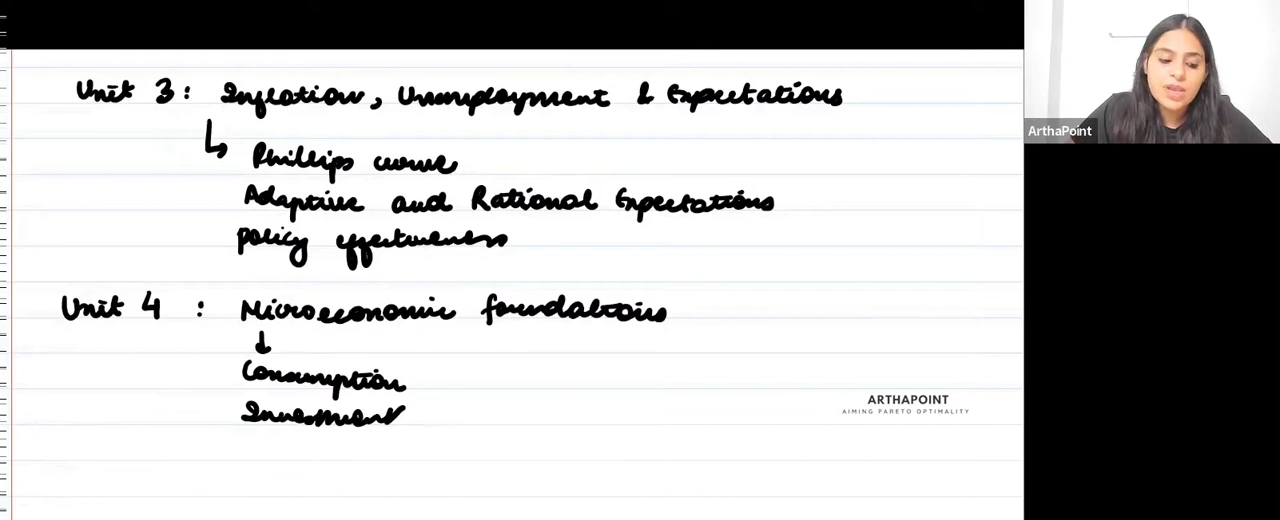 Unit 3: Inflation, Unemployment & Expectations
Phillips curve
Adaptive and Rational Expectations
policy effectiveness
Unit 4 : Microeconomic foundations
Consumption
Investment
ARTHAPOINT
AIMING PARETO OPTIMALITY
ArthaPoint